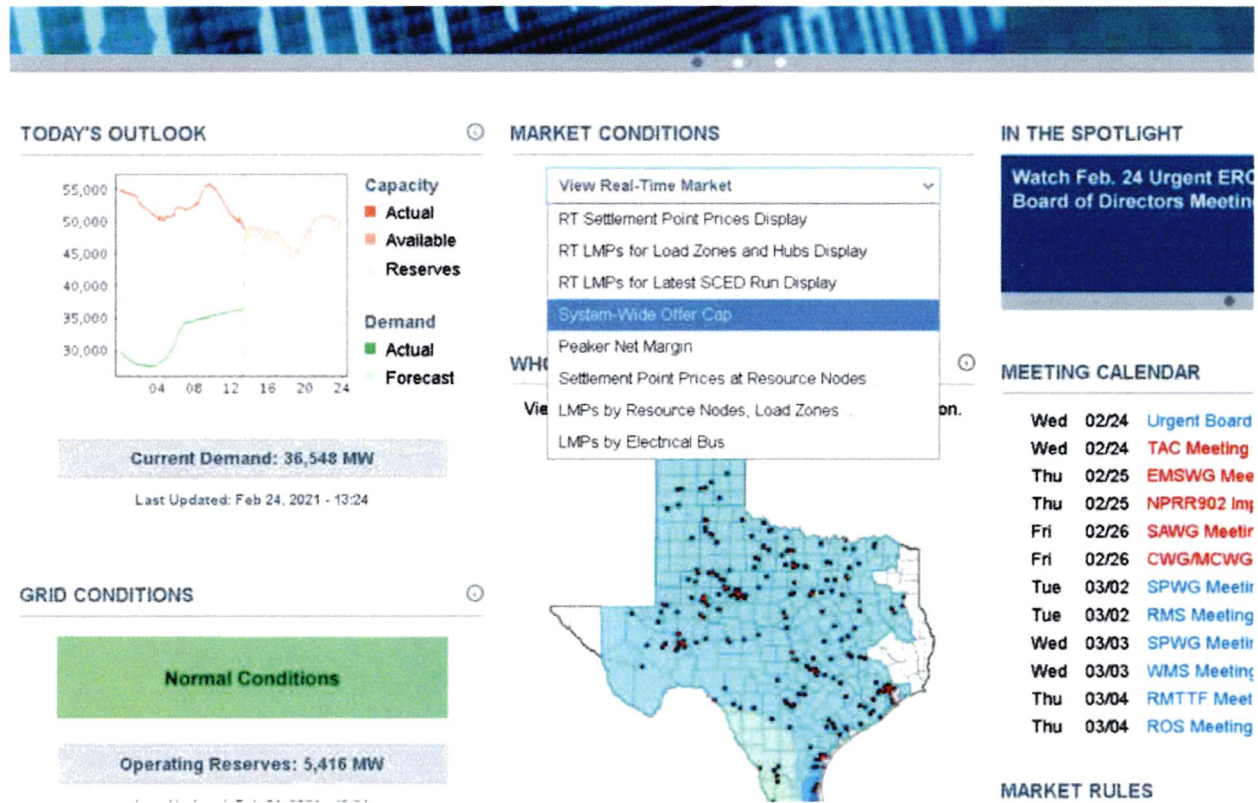 TODAY'S OUTLOOK
55,000
50,000
45,000
40,000
35,000
30,000
04 08 12 16 20 24
Capacity
Actual
Available
Reserves
Demand
Actual
Forecast
Current Demand: 36,548 MW
Last Updated: Feb 24, 2021 - 13:24
GRID CONDITIONS
Normal Conditions
Operating Reserves: 5,416 MW
MARKET CONDITIONS
View Real-Time Market
RT Settlement Point Prices Display
RT LMPs for Load Zones and Hubs Display
RT LMPs for Latest SCED Run Display
System-Wide Offer Cap
Peaker Net Margin
Settlement Point Prices at Resource Nodes
LMPs by Resource Nodes, Load Zones ...
LMPs by Electrical Bus
WHO
Vie
on.
IN THE SPOTLIGHT
Watch Feb. 24 Urgent ERC
Board of Directors Meetin
MEETING CALENDAR
Wed 02/24 Urgent Board
Wed 02/24 TAC Meeting
Thu 02/25 EMSWG Mee
Thu 02/25 NPRR902 Imp
Fri 02/26 SAWG Meetin
Fri 02/26 CWG/MCWG
Tue 03/02 SPWG Meetin
Tue 03/02 RMS Meeting
Wed 03/03 SPWG Meetin
Wed 03/03 WMS Meeting
Thu 03/04 RMTTF Meet
Thu 03/04 ROS Meeting
MARKET RULES